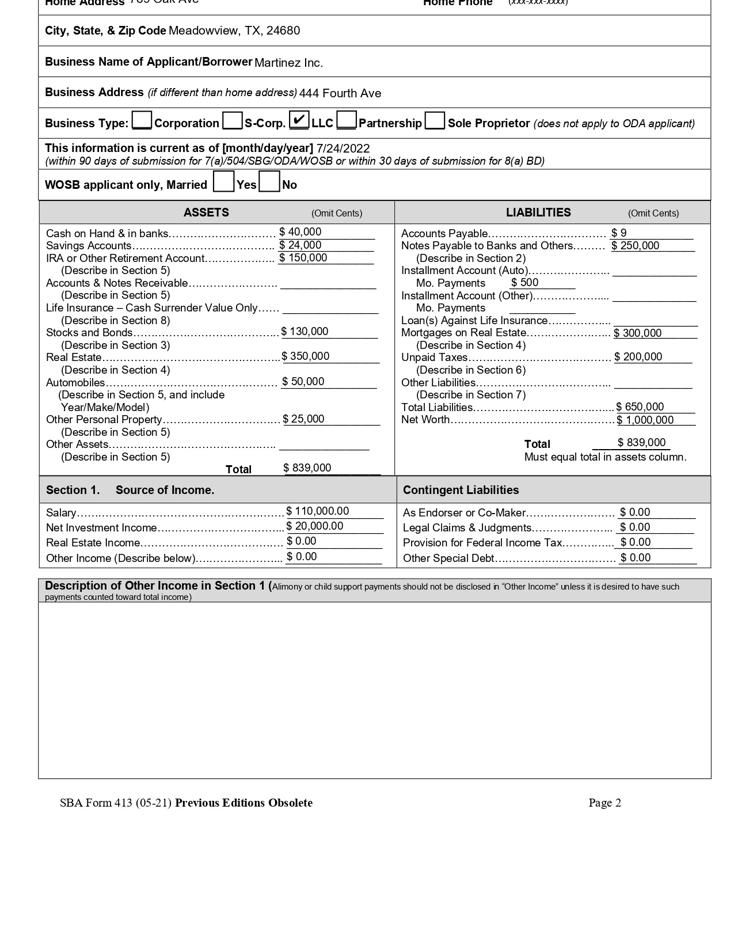 Home Address 789 Oak Ave Home Phone (xxx-xxx-xxxx)
City, State, & Zip Code Meadowview, TX, 24680
Business Name of Applicant/Borrower Martinez Inc.
Business Address (if different than home address) 444 Fourth Ave
Business Type: Corporation S-Corp. ✔ LLC Partnership Sole Proprietor (does not apply to ODA applicant)
This information is current as of [month/day/year] 7/24/2022
(within 90 days of submission for 7(a)/504/SBG/ODA/WOSB or within 30 days of submission for 8(a) BD)
WOSB applicant only, Married Yes No
ASSETS (Omit Cents)
Cash on Hand & in banks………………………… $ 40,000
Savings Accounts……………………………… $ 24,000
IRA or Other Retirement Account……………… $ 150,000
(Describe in Section 5)
Accounts & Notes Receivable……………………
(Describe in Section 5)
Life Insurance – Cash Surrender Value Only……
(Describe in Section 8)
Stocks and Bonds………………………………… $ 130,000
(Describe in Section 3)
Real Estate………………………………………… $ 350,000
(Describe in Section 4)
Automobiles………………………………………… $ 50,000
(Describe in Section 5, and include
Year/Make/Model)
Other Personal Property………………………… $ 25,000
(Describe in Section 5)
Other Assets………………………………………
(Describe in Section 5)
Total $ 839,000
LIABILITIES (Omit Cents)
Accounts Payable………………………… $ 9
Notes Payable to Banks and Others……… $ 250,000
(Describe in Section 2)
Installment Account (Auto)…………………
Mo. Payments $ 500
Installment Account (Other)…………………
Mo. Payments
Loan(s) Against Life Insurance……………
Mortgages on Real Estate…………………… $ 300,000
(Describe in Section 4)
Unpaid Taxes………………………………… $ 200,000
(Describe in Section 6)
Other Liabilities………………………………
(Describe in Section 7)
Total Liabilities………………………………… $ 650,000
Net Worth……………………………………… $ 1,000,000
Total $ 839,000
Must equal total in assets column.
Section 1. Source of Income.
Salary………………………………………………… $ 110,000.00
Net Investment Income…………………………… $ 20,000.00
Real Estate Income………………………………… $ 0.00
Other Income (Describe below)…………………… $ 0.00
Contingent Liabilities
As Endorser or Co-Maker…………………… $ 0.00
Legal Claims & Judgments………………… $ 0.00
Provision for Federal Income Tax………… $ 0.00
Other Special Debt…………………………… $ 0.00
Description of Other Income in Section 1 (Alimony or child support payments should not be disclosed in "Other Income" unless it is desired to have such
payments counted toward total income)
SBA Form 413 (05-21) Previous Editions Obsolete Page 2